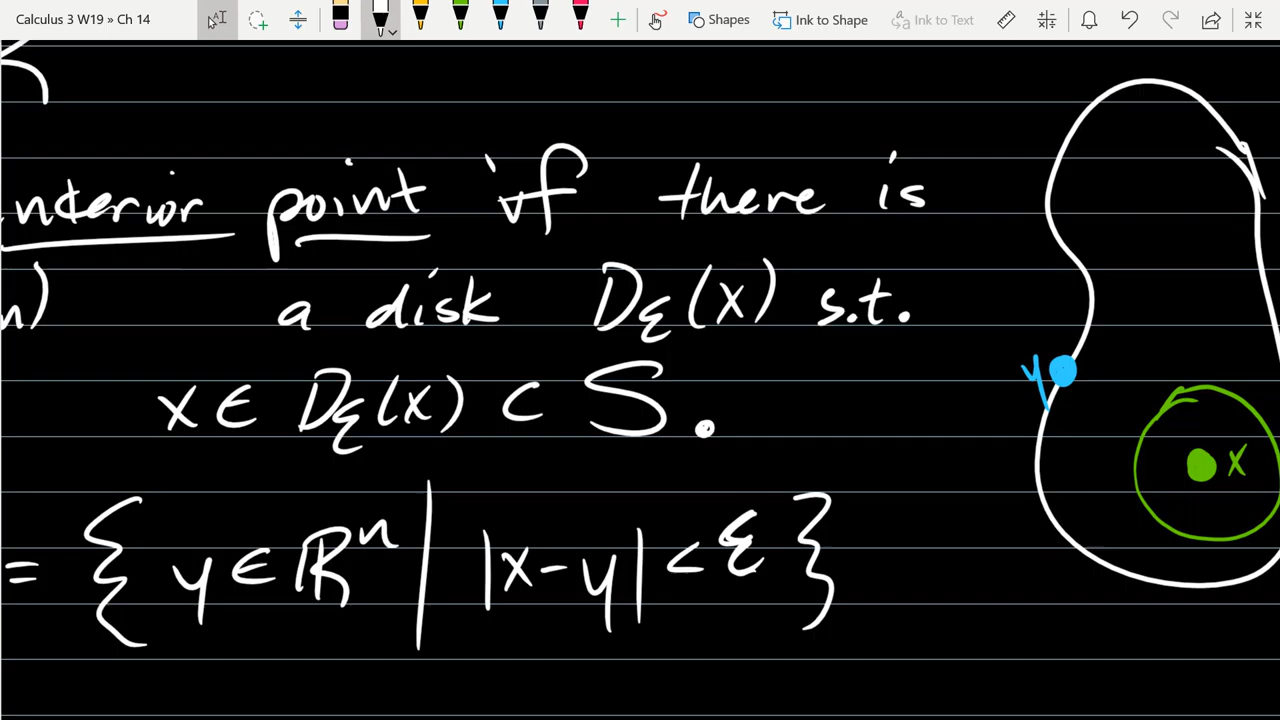 Calculus 3 W19 » Ch 14
Shapes
Ink to Shape
Ink to Text
nterior point if there is
n) a disk Dε(x) s.t.
x ∈ Dε(x) ⊂ S.
= { y ∈ ℝⁿ | |x-y| < ε }
y
x